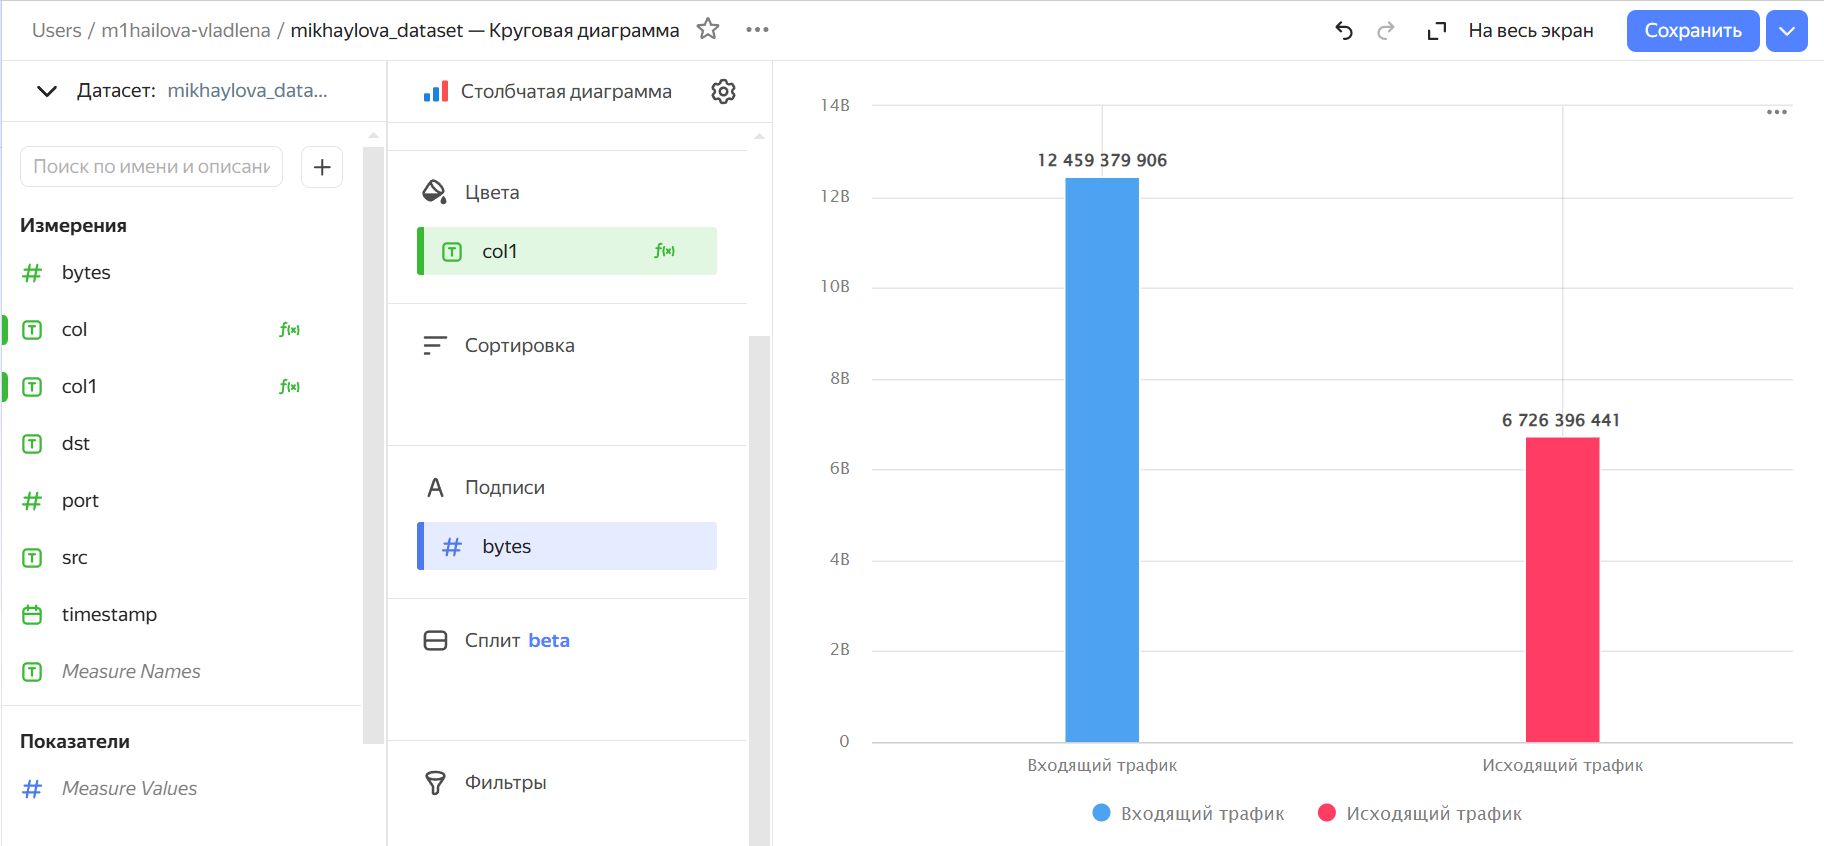 Users / m1hailova-vladlena / mikhaylova_dataset — Круговая диаграмма
На весь экран
Сохранить
Датасет: mikhaylova_data...
Поиск по имени и описани
Измерения
bytes
col
col1
dst
port
src
timestamp
Measure Names
Показатели
Measure Values
Столбчатая диаграмма
Цвета
col1
Сортировка
Подписи
bytes
Сплит beta
Фильтры
14B
12B
10B
8B
6B
4B
2B
0
12 459 379 906
6 726 396 441
Входящий трафик
Исходящий трафик
Входящий трафик
Исходящий трафик